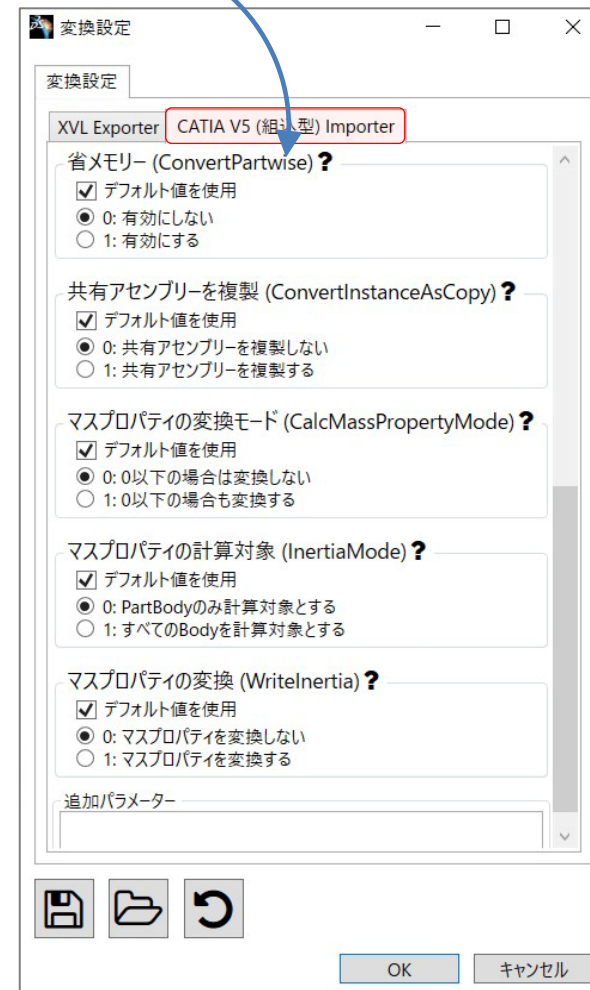 変換設定
変換設定
XVL Exporter CATIA V5 (組込型) Importer
省メモリー (ConvertPartwise) ?
デフォルト値を使用
0: 有効にしない
1: 有効にする
共有アセンブリーを複製 (ConvertInstanceAsCopy) ?
デフォルト値を使用
0: 共有アセンブリーを複製しない
1: 共有アセンブリーを複製する
マスプロパティの変換モード (CalcMassPropertyMode) ?
デフォルト値を使用
0: 0以下の場合は変換しない
1: 0以下の場合も変換する
マスプロパティの計算対象 (InertiaMode) ?
デフォルト値を使用
0: PartBodyのみ計算対象とする
1: すべてのBodyを計算対象とする
マスプロパティの変換 (WriteInertia) ?
デフォルト値を使用
0: マスプロパティを変換しない
1: マスプロパティを変換する
追加パラメーター
OK キャンセル